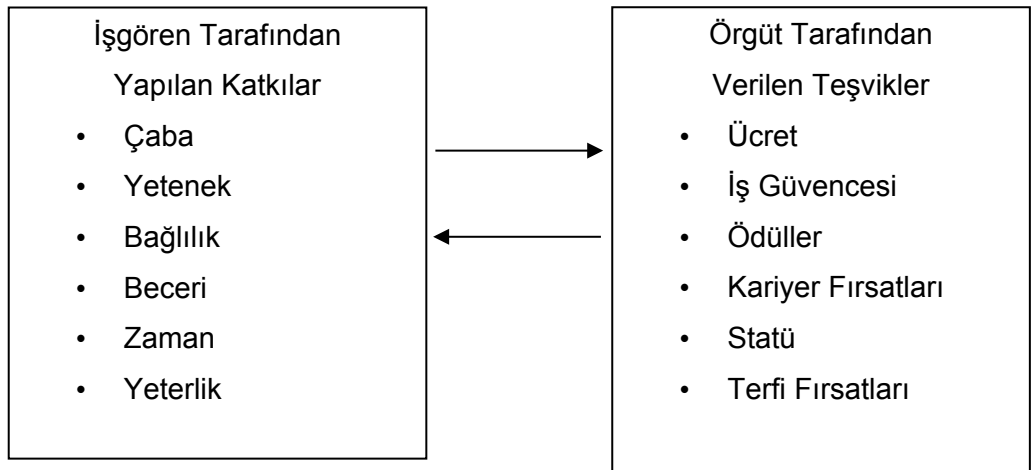 İşgören Tarafından
Yapılan Katkılar
• Çaba
• Yetenek
• Bağlılık
• Beceri
• Zaman
• Yeterlik
Örgüt Tarafından
Verilen Teşvikler
• Ücret
• İş Güvencesi
• Ödüller
• Kariyer Fırsatları
• Statü
• Terfi Fırsatları